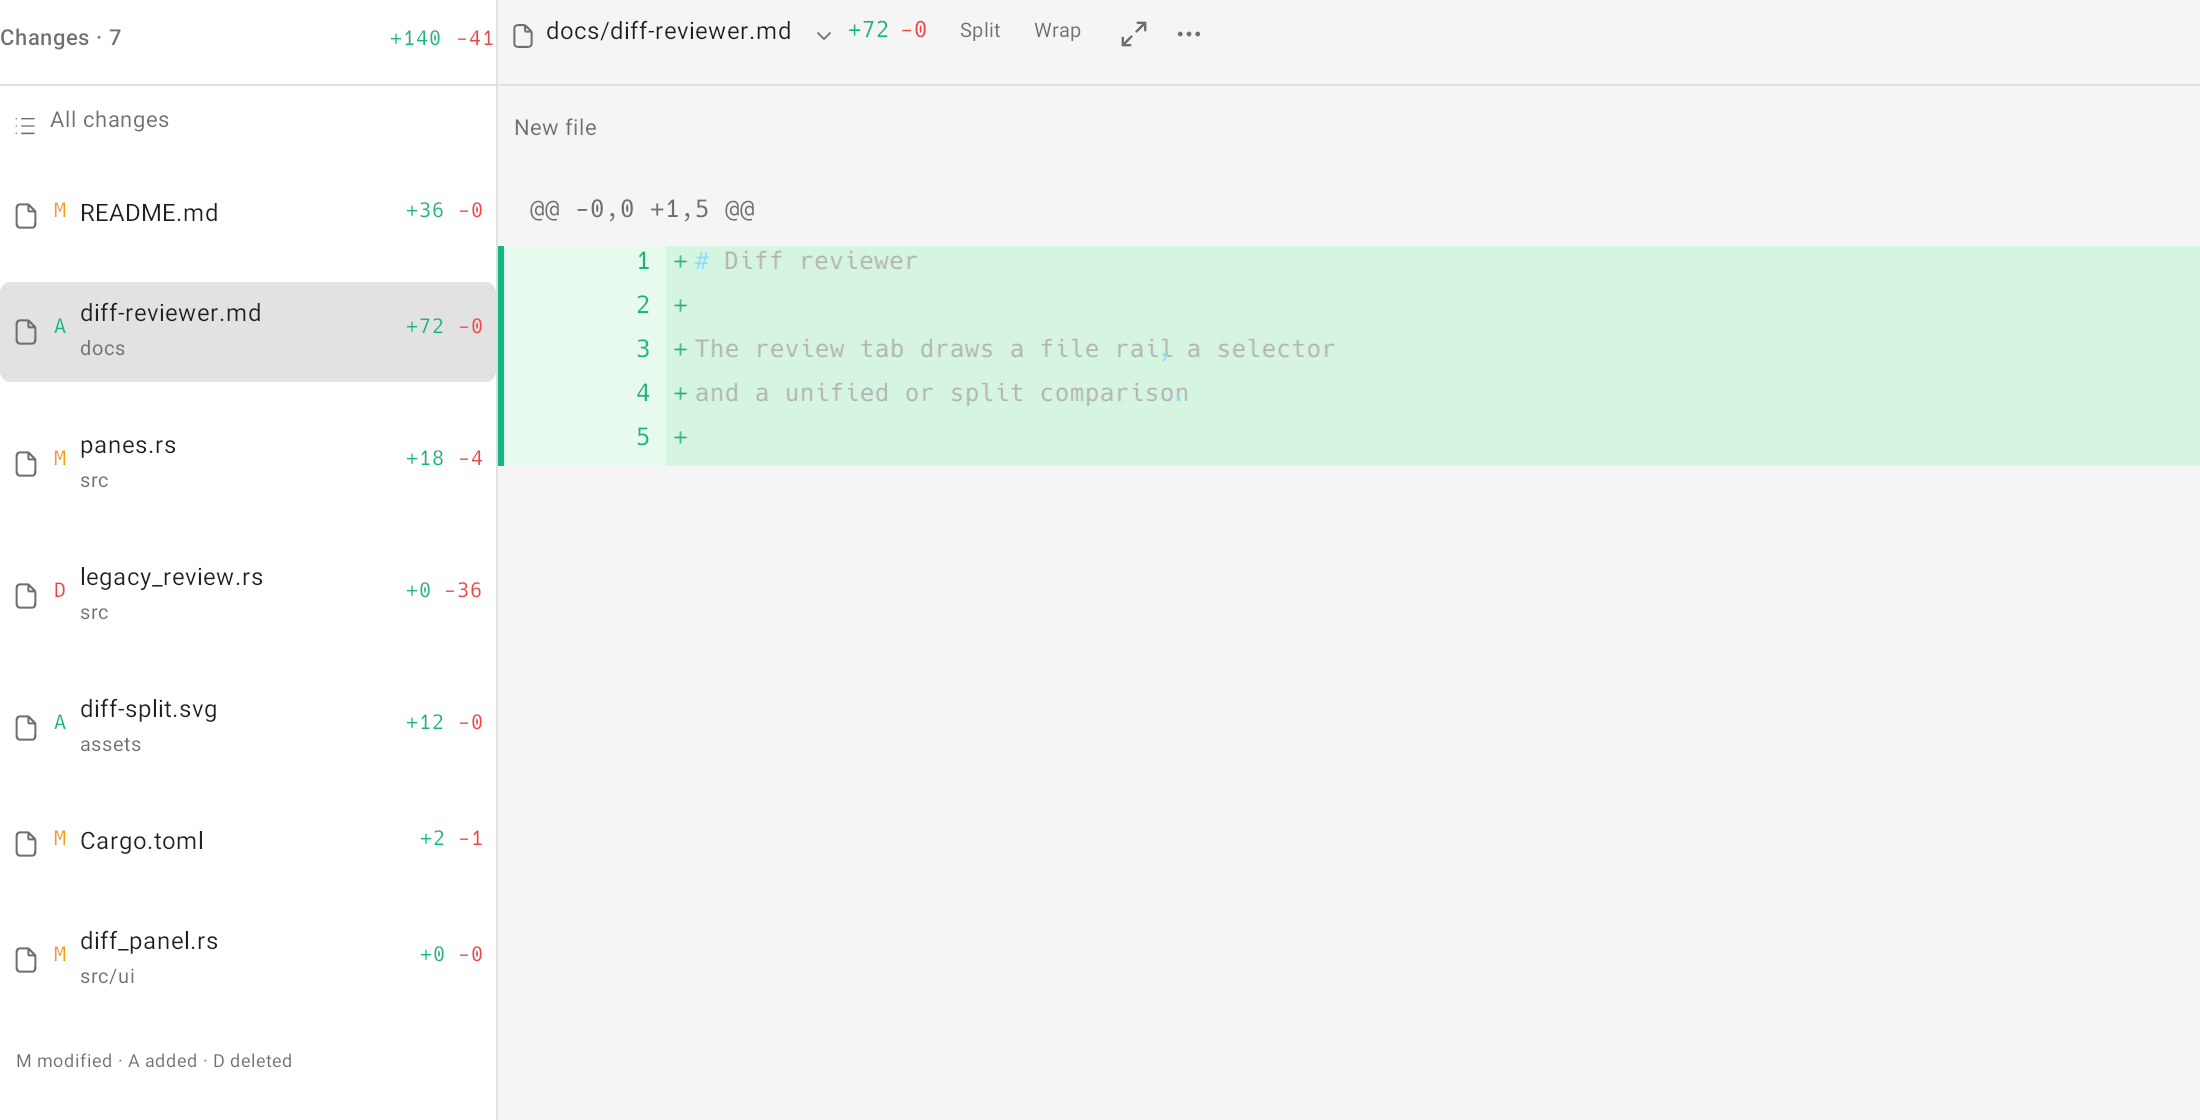 Changes · 7 +140 -41
All changes
M README.md +36 -0
A diff-reviewer.md +72 -0
docs
M panes.rs +18 -4
src
D legacy_review.rs +0 -36
src
A diff-split.svg +12 -0
assets
M Cargo.toml +2 -1
M diff_panel.rs +0 -0
src/ui
M modified · A added · D deleted
docs/diff-reviewer.md +72 -0 Split Wrap
New file
@@ -0,0 +1,5 @@
1 +# Diff reviewer
2 +
3 +The review tab draws a file rail, a selector
4 +and a unified or split comparison.
5 +